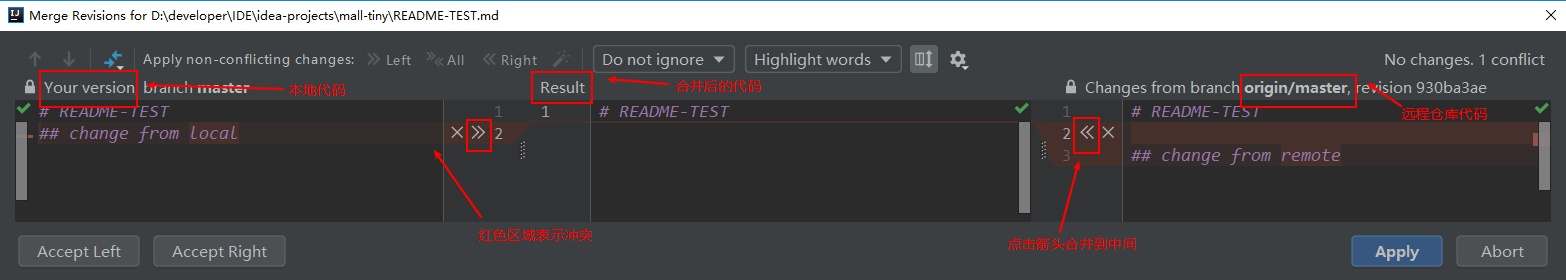 Merge Revisions for D:\developer\IDE\idea-projects\mall-tiny\README-TEST.md
Apply non-conflicting changes: Left All Right Do not ignore Highlight words No changes. 1 conflict
Your version, branch master 本地代码 Result 合并后的代码 Changes from branch origin/master, revision 930ba3ae
远程仓库代码
# README-TEST 1 1 # README-TEST 1 # README-TEST
## change from local 2 2
3 ## change from remote
红色区域表示冲突 点击箭头合并到中间
Accept Left Accept Right Apply Abort